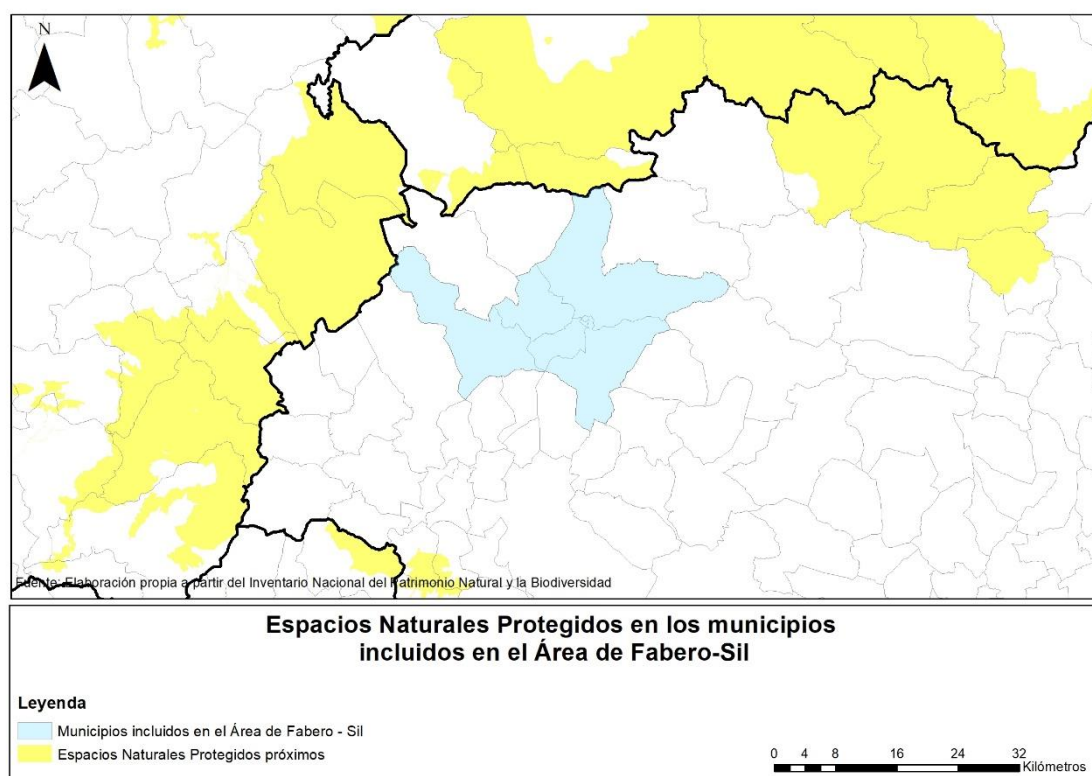 N
Fuente: Elaboración propia a partir del Inventario Nacional del Patrimonio Natural y la Biodiversidad
Espacios Naturales Protegidos en los municipios
incluidos en el Área de Fabero-Sil
Leyenda
Municipios incluidos en el Área de Fabero - Sil
Espacios Naturales Protegidos próximos
0 4 8 16 24 32
Kilómetros